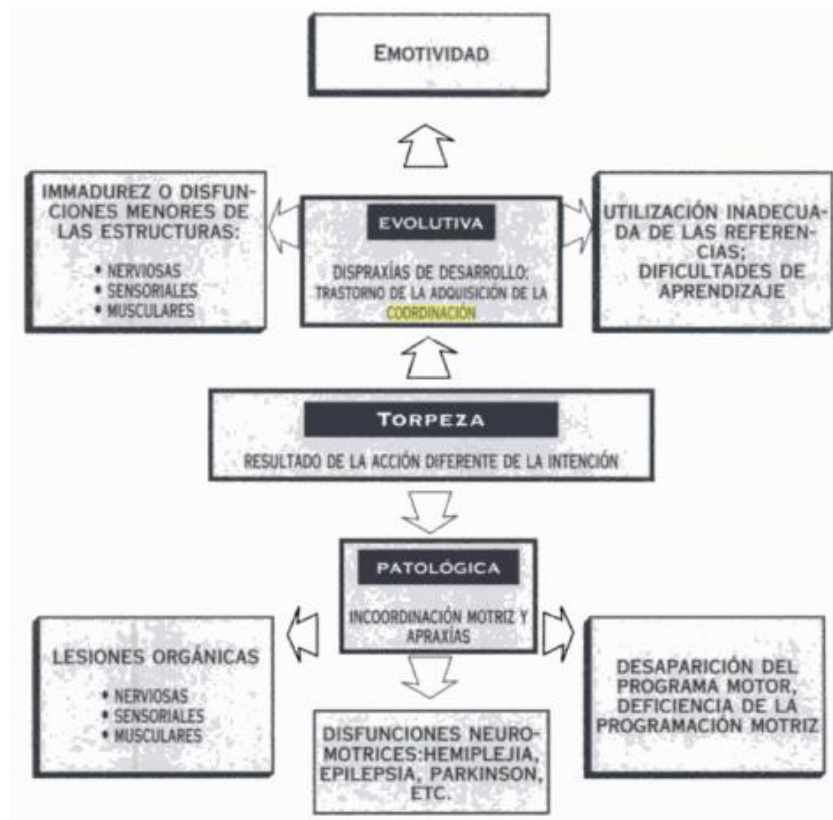 EMOTIVIDAD
IMMADUREZ O DISFUN-
CIONES MENORES DE
LAS ESTRUCTURAS:
• NERVIOSAS
• SENSORIALES
• MUSCULARES
EVOLUTIVA
DISPRAXÍAS DE DESARROLLO:
TRASTORNO DE LA ADQUISICIÓN DE LA
COORDINACIÓN
UTILIZACIÓN INADECUA-
DA DE LAS REFEREN-
CIAS;
DIFICULTADES DE
APRENDIZAJE
TORPEZA
RESULTADO DE LA ACCIÓN DIFERENTE DE LA INTENCIÓN
PATOLÓGICA
INCOORDINACIÓN MOTRIZ Y
APRAXÍAS
LESIONES ORGÁNICAS
• NERVIOSAS
• SENSORIALES
• MUSCULARES
DISFUNCIONES NEURO-
MOTRICES:HEMIPLEJIA,
EPILEPSIA, PARKINSON,
ETC.
DESAPARICIÓN DEL
PROGRAMA MOTOR,
DEFICIENCIA DE LA
PROGRAMACIÓN MOTRIZ